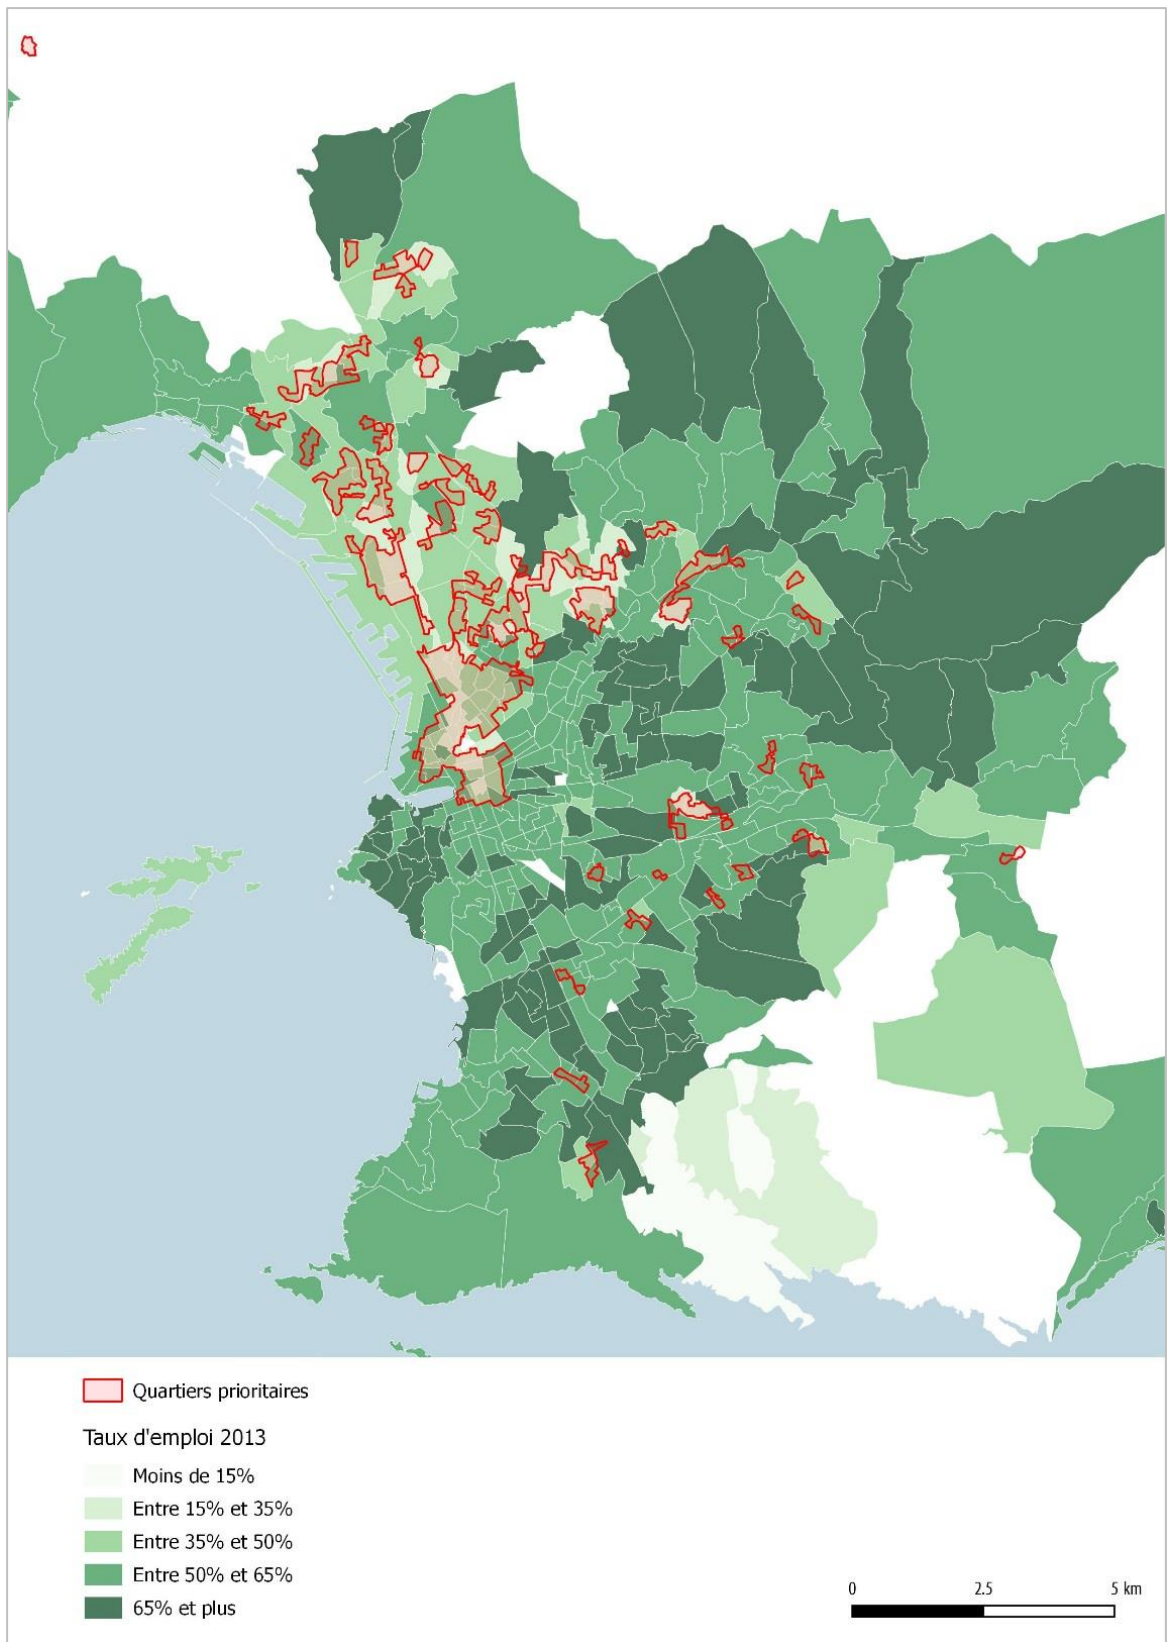 Quartiers prioritaires
Taux d'emploi 2013
Moins de 15%
Entre 15% et 35%
Entre 35% et 50%
Entre 50% et 65%
65% et plus
0 2.5 5 km